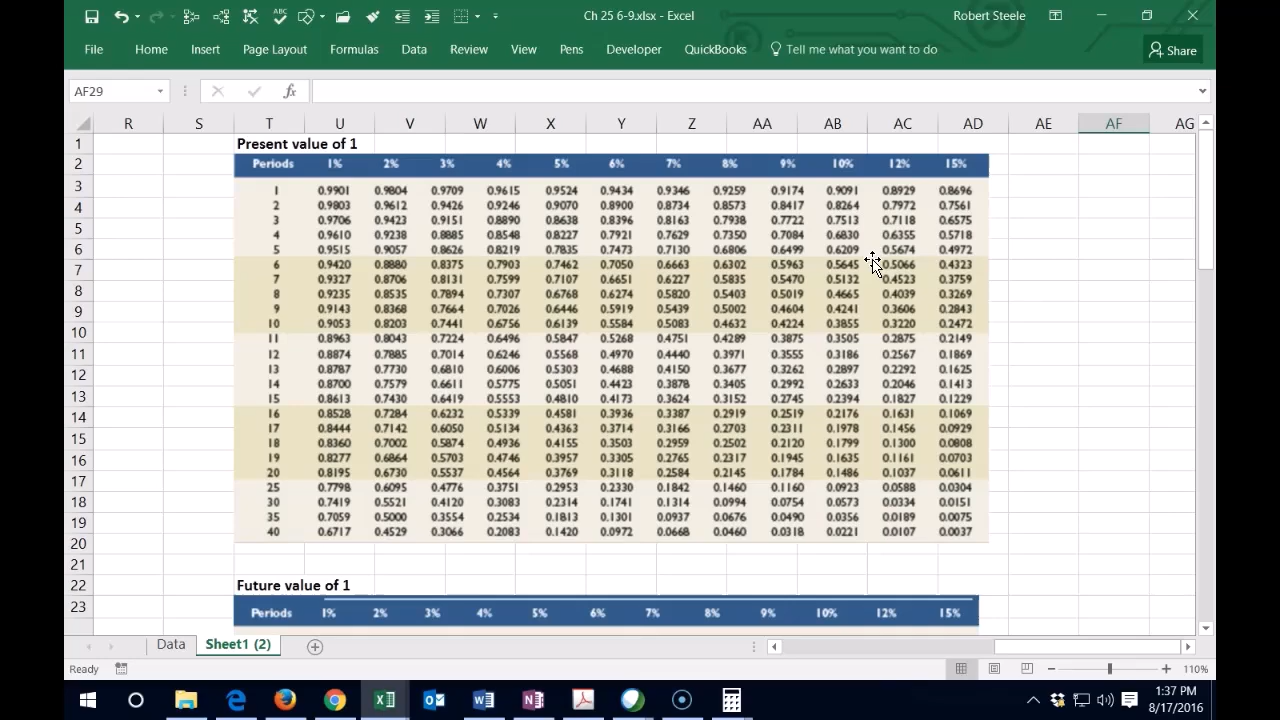 Ch 25 6-9.xlsx - Excel
Robert Steele
File Home Insert Page Layout Formulas Data Review View Pens Developer QuickBooks Tell me what you want to do Share
AF29 fx
R S T U V W X Y Z AA AB AC AD AE AF AG
1 Present value of 1
2 Periods 1% 2% 3% 4% 5% 6% 7% 8% 9% 10% 12% 15%
3 1 0.9901 0.9804 0.9709 0.9615 0.9524 0.9434 0.9346 0.9259 0.9174 0.9091 0.8929 0.8696
4 2 0.9803 0.9612 0.9426 0.9246 0.9070 0.8900 0.8734 0.8573 0.8417 0.8264 0.7972 0.7561
5 3 0.9706 0.9423 0.9151 0.8890 0.8638 0.8396 0.8163 0.7938 0.7722 0.7513 0.7118 0.6575
4 0.9610 0.9238 0.8885 0.8548 0.8227 0.7921 0.7629 0.7350 0.7084 0.6830 0.6355 0.5718
6 5 0.9515 0.9057 0.8626 0.8219 0.7835 0.7473 0.7130 0.6806 0.6499 0.6209 0.5674 0.4972
7 6 0.9420 0.8880 0.8375 0.7903 0.7462 0.7050 0.6663 0.6302 0.5963 0.5645 0.5066 0.4323
7 0.9327 0.8706 0.8131 0.7599 0.7107 0.6651 0.6227 0.5835 0.5470 0.5132 0.4523 0.3759
8 8 0.9235 0.8535 0.7894 0.7307 0.6768 0.6274 0.5820 0.5403 0.5019 0.4665 0.4039 0.3269
9 9 0.9143 0.8368 0.7664 0.7026 0.6446 0.5919 0.5439 0.5002 0.4604 0.4241 0.3606 0.2843
10 10 0.9053 0.8203 0.7441 0.6756 0.6139 0.5584 0.5083 0.4632 0.4224 0.3855 0.3220 0.2472
11 0.8963 0.8043 0.7224 0.6496 0.5847 0.5268 0.4751 0.4289 0.3875 0.3505 0.2875 0.2149
11 12 0.8874 0.7885 0.7014 0.6246 0.5568 0.4970 0.4440 0.3971 0.3555 0.3186 0.2567 0.1869
12 13 0.8787 0.7730 0.6810 0.6006 0.5303 0.4688 0.4150 0.3677 0.3262 0.2897 0.2292 0.1625
14 0.8700 0.7579 0.6611 0.5775 0.5051 0.4423 0.3878 0.3405 0.2992 0.2633 0.2046 0.1413
13 15 0.8613 0.7430 0.6419 0.5553 0.4810 0.4173 0.3624 0.3152 0.2745 0.2394 0.1827 0.1229
14 16 0.8528 0.7284 0.6232 0.5339 0.4581 0.3936 0.3387 0.2919 0.2519 0.2176 0.1631 0.1069
17 0.8444 0.7142 0.6050 0.5134 0.4363 0.3714 0.3166 0.2703 0.2311 0.1978 0.1456 0.0929
15 18 0.8360 0.7002 0.5874 0.4936 0.4155 0.3503 0.2959 0.2502 0.2120 0.1799 0.1300 0.0808
16 19 0.8277 0.6864 0.5703 0.4746 0.3957 0.3305 0.2765 0.2317 0.1945 0.1635 0.1161 0.0703
20 0.8195 0.6730 0.5537 0.4564 0.3769 0.3118 0.2584 0.2145 0.1784 0.1486 0.1037 0.0611
17 25 0.7798 0.6095 0.4776 0.3751 0.2953 0.2330 0.1842 0.1460 0.1160 0.0923 0.0588 0.0304
18 30 0.7419 0.5521 0.4120 0.3083 0.2314 0.1741 0.1314 0.0994 0.0754 0.0573 0.0334 0.0151
19 35 0.7059 0.5000 0.3554 0.2534 0.1813 0.1301 0.0937 0.0676 0.0490 0.0356 0.0189 0.0075
20 40 0.6717 0.4529 0.3066 0.2083 0.1420 0.0972 0.0668 0.0460 0.0318 0.0221 0.0107 0.0037
21
22 Future value of 1
23 Periods 1% 2% 3% 4% 5% 6% 7% 8% 9% 10% 12% 15%
Data Sheet1 (2)
Ready 110%
1:37 PM
8/17/2016